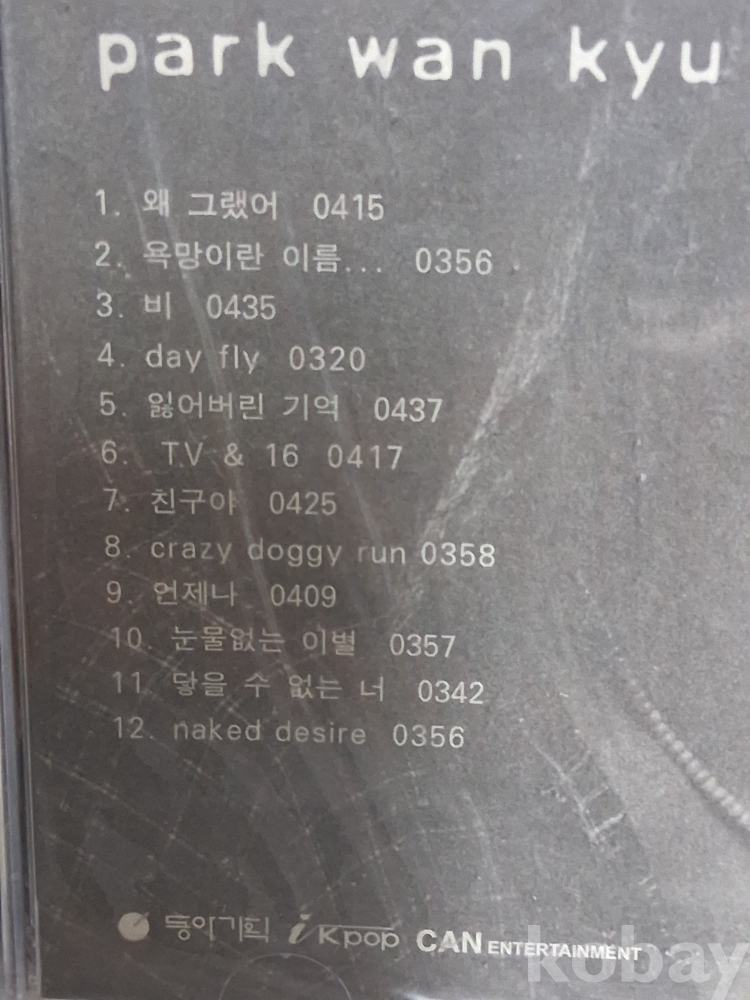 park wan kyu
1. 왜 그랬어 0415
2. 욕망이란 이름... 0356
3. 비 0435
4. day fly 0320
5. 잃어버린 기억 0437
6. TV & 16 0417
7. 친구야 0425
8. crazy doggy run 0358
9. 언제나 0409
10. 눈물없는 이별 0357
11 닿을 수 없는 너 0342
12. naked desire 0356
동아기획 i Kpop CAN ENTERTAINMENT
kobay